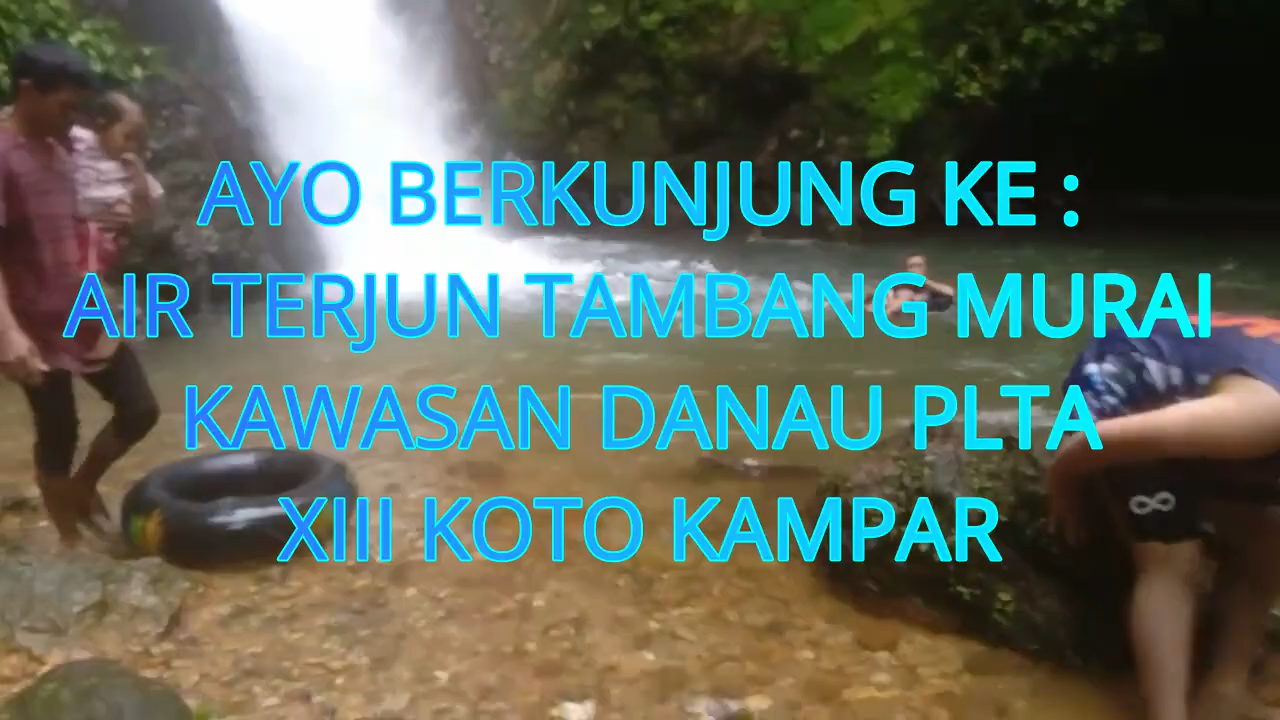 AYO BERKUNJUNG KE :
AIR TERJUN TAMBANG MURAI
KAWASAN DANAU PLTA
XIII KOTO KAMPAR